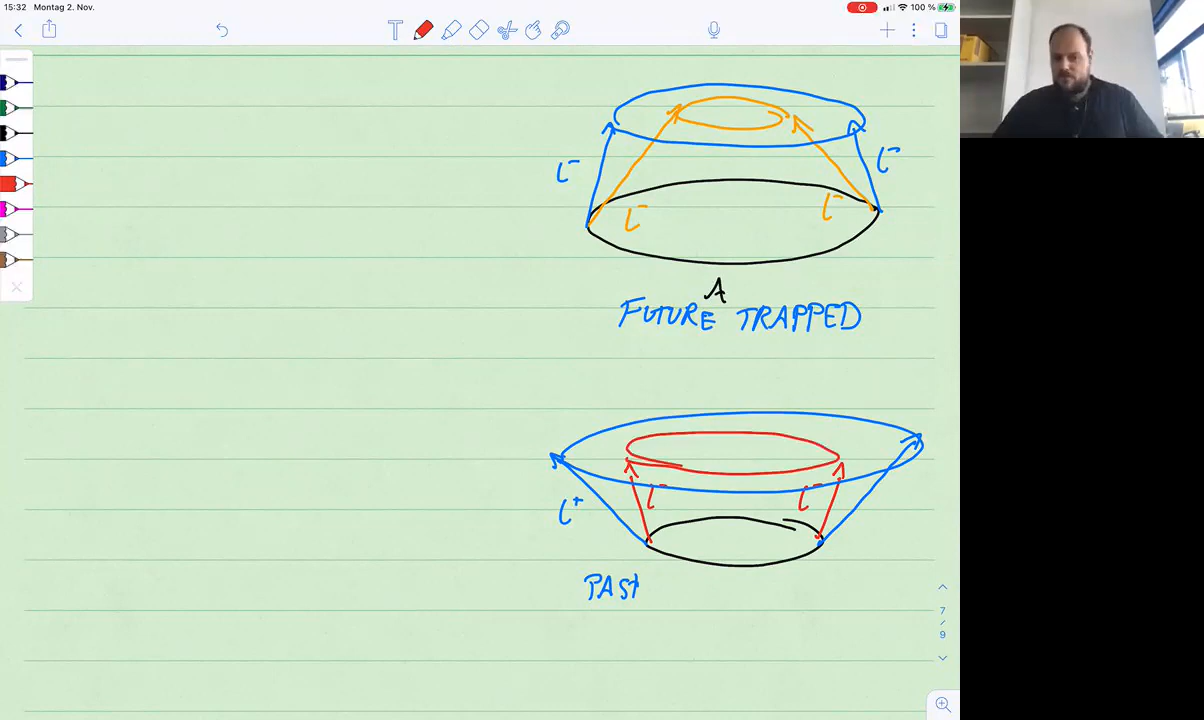 15:32 Montag 2. Nov.
100 %
T
l⁻
l⁻
l⁻
l⁻
A
FUTURE TRAPPED
l⁻
l⁻
l⁺
PAST
7
/
9